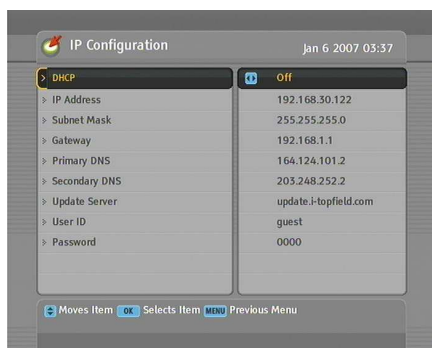 IP Configuration
Jan 6 2007 03:37
DHCP Off
IP Address 192.168.30.122
Subnet Mask 255.255.255.0
Gateway 192.168.1.1
Primary DNS 164.124.101.2
Secondary DNS 203.248.252.2
Update Server update.i-topfield.com
User ID guest
Password 0000
Moves Item OK Selects Item MENU Previous Menu